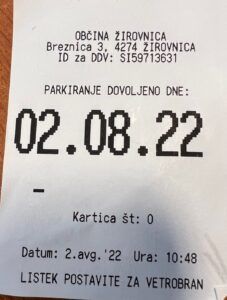 OBČINA ŽIROVNICA
Breznica 3, 4274 ŽIROVNICA
ID za DDV: SI59713631
PARKIRANJE DOVOLJENO DNE:
02.08.22
–
Kartica št: 0
Datum: 2.avg.'22 Ura: 10:48
LISTEK POSTAVITE ZA VETROBRAN